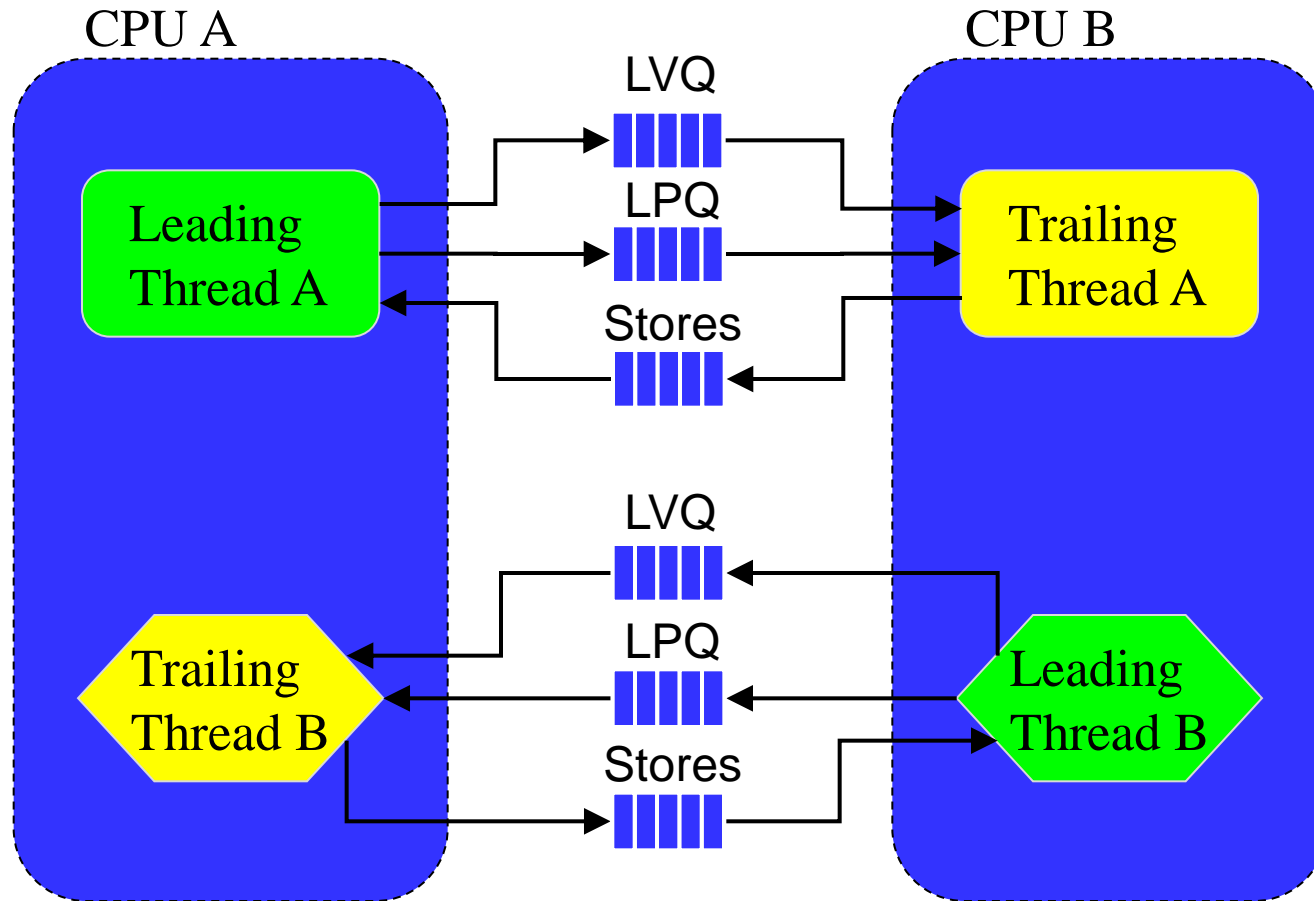 CPU A
CPU B
LVQ
LPQ
Leading
Thread A
Trailing
Thread A
Stores
LVQ
LPQ
Trailing
Thread B
Leading
Thread B
Stores